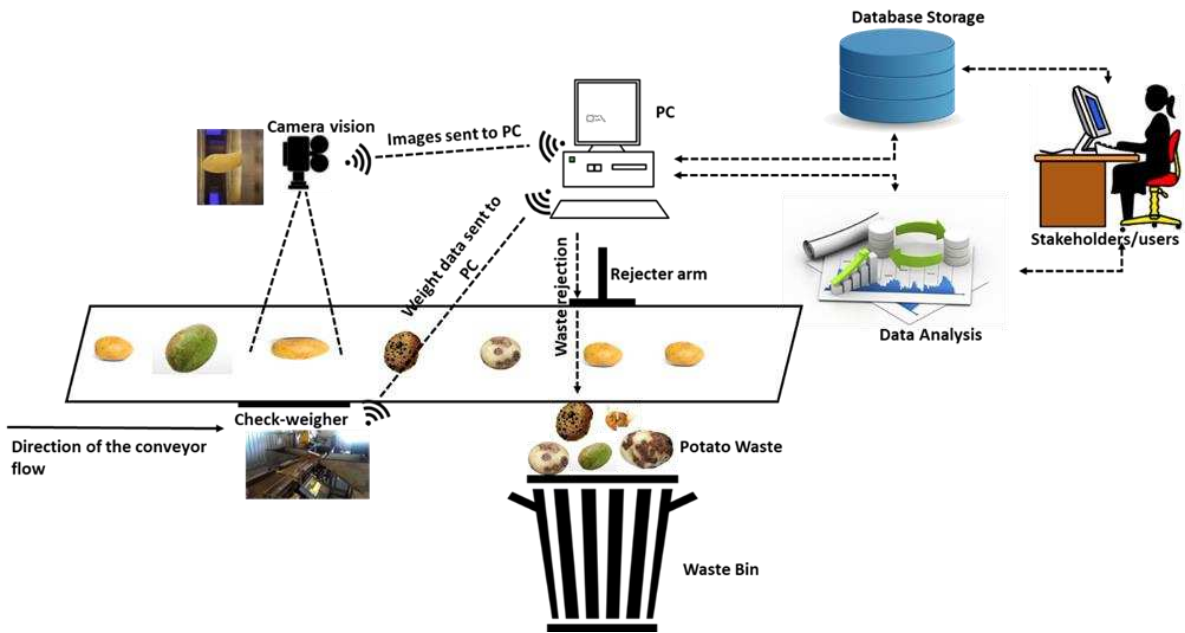 Database Storage
PC
Camera vision
Images sent to PC
Weight data sent to
PC
Waste rejection
Rejecter arm
Stakeholders/users
Data Analysis
Check-weigher
Direction of the conveyor
flow
Potato Waste
Waste Bin